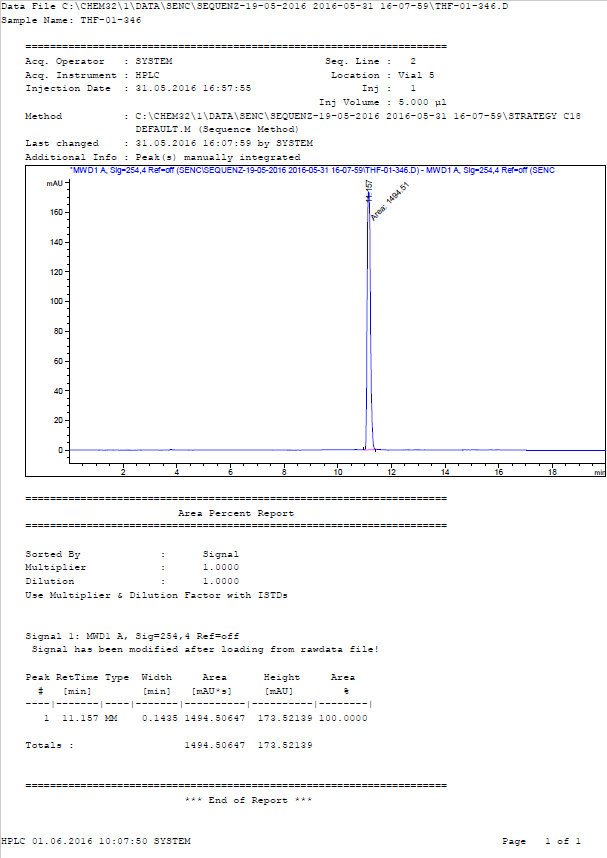 Data File C:\CHEM32\1\DATA\SENC\SEQUENZ-19-05-2016 2016-05-31 16-07-59\THF-01-346.D
Sample Name: THF-01-346
=====================================================================
Acq. Operator   : SYSTEM                         Seq. Line :   2
Acq. Instrument : HPLC                            Location : Vial 5
Injection Date  : 31.05.2016 16:57:55                  Inj :   1
Inj Volume : 5.000 µl
Method          : C:\CHEM32\1\DATA\SENC\SEQUENZ-19-05-2016 2016-05-31 16-07-59\STRATEGY C18
DEFAULT.M (Sequence Method)
Last changed    : 31.05.2016 16:07:59 by SYSTEM
Additional Info : Peak(s) manually integrated
*MWD1 A, Sig=254,4 Ref=off (SENC\SEQUENZ-19-05-2016 2016-05-31 16-07-59\THF-01-346.D) - MWD1 A, Sig=254,4 Ref=off (SENC
mAU
11.157
Area: 1494.51
160
140
120
100
80
60
40
20
0
2 4 6 8 10 12 14 16 18 min
=====================================================================
Area Percent Report
=====================================================================
Sorted By             :      Signal
Multiplier            :      1.0000
Dilution              :      1.0000
Use Multiplier & Dilution Factor with ISTDs
Signal 1: MWD1 A, Sig=254,4 Ref=off
Signal has been modified after loading from rawdata file!
Peak RetTime Type  Width     Area      Height     Area
#   [min]        [min]   [mAU*s]     [mAU]        %
----|-------|----|-------|----------|----------|--------|
1  11.157 MM    0.1435 1494.50647  173.52139 100.0000
Totals :                  1494.50647  173.52139
=====================================================================
*** End of Report ***
HPLC 01.06.2016 10:07:50 SYSTEM                                                   Page   1 of 1